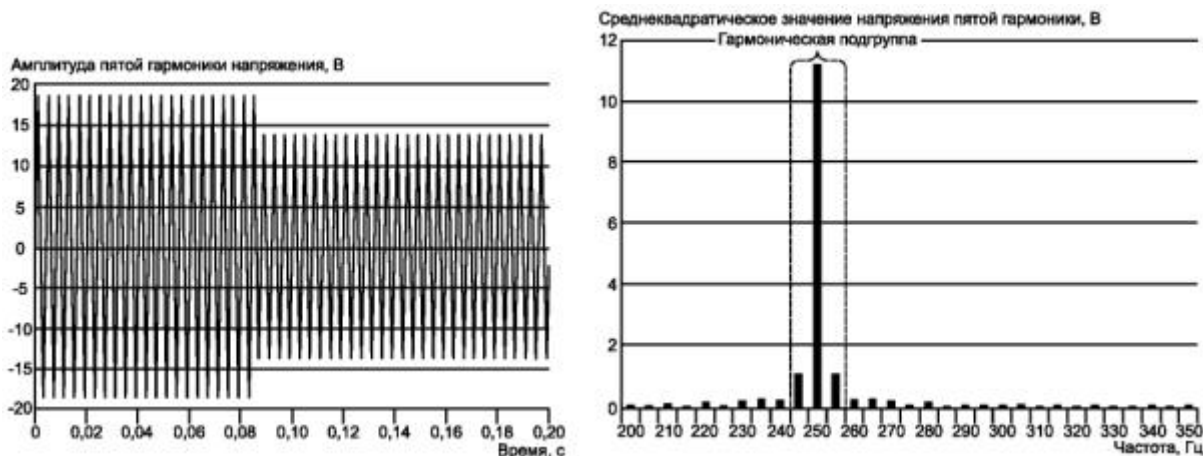 Амплитуда пятой гармоники напряжения, В
20
15
10
5
0
-5
-10
-15
-20
0 0,02 0,04 0,06 0,08 0,10 0,12 0,14 0,16 0,18 0,20
Время, с
Среднеквадратическое значение напряжения пятой гармоники, В
Гармоническая подгруппа
12
10
8
6
4
2
0
200 210 220 230 240 250 260 270 280 290 300 310 320 330 340 350
Частота, Гц